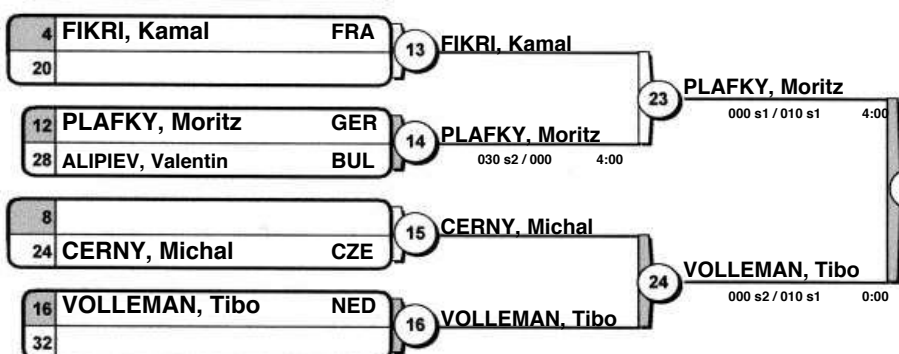 4 FIKRI, Kamal FRA
20
13 FIKRI, Kamal
12 PLAFKY, Moritz GER
28 ALIPIEV, Valentin BUL
14 PLAFKY, Moritz
030 s2 / 000 4:00
23 PLAFKY, Moritz
000 s1 / 010 s1 4:00
8
24 CERNY, Michal CZE
15 CERNY, Michal
16 VOLLEMAN, Tibo NED
32
16 VOLLEMAN, Tibo
24 VOLLEMAN, Tibo
000 s2 / 010 s1 0:00